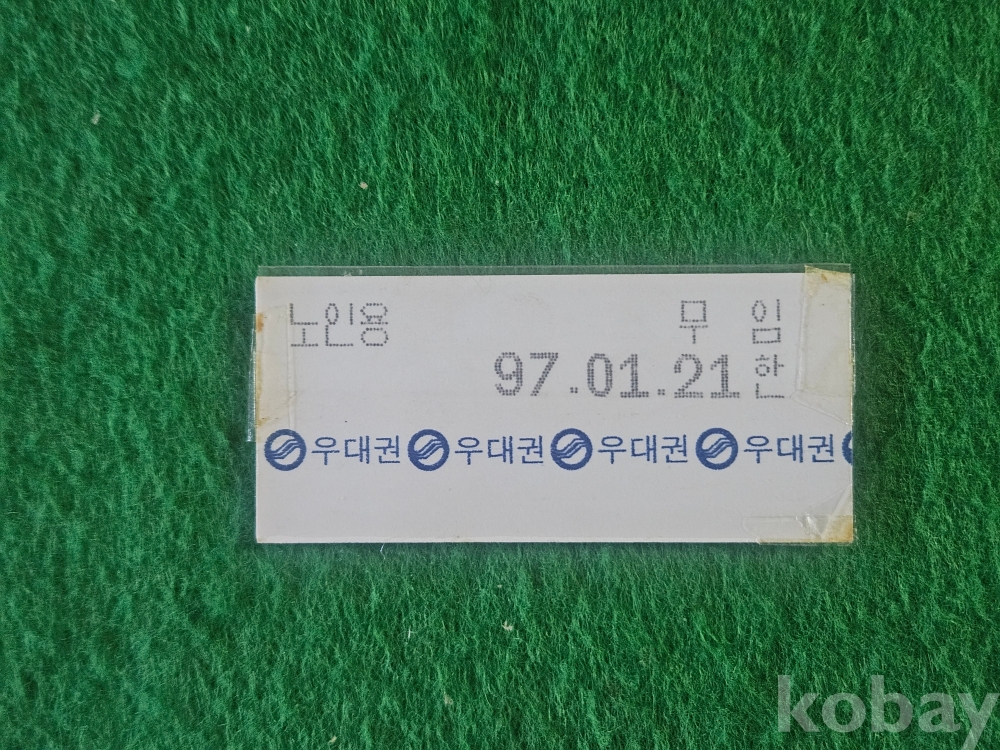 노인용 무 임
97.01.21 한
우대권 우대권 우대권 우대권
kobay